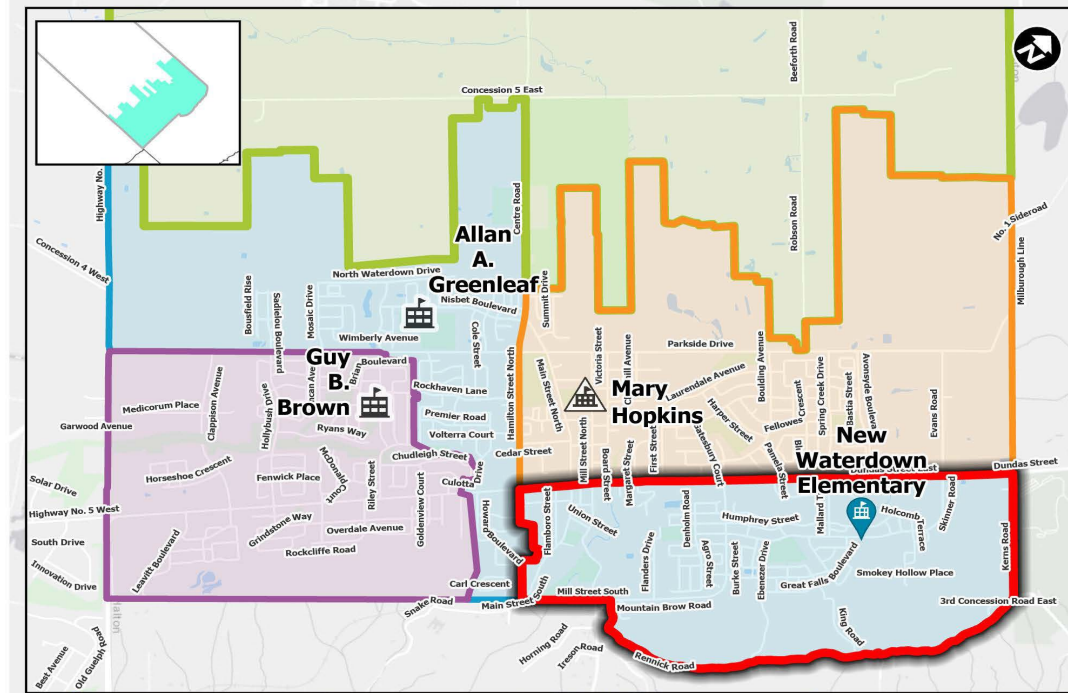 Beeforth Road
Halton
N
Concession 5 East
Highway No.
Centre Road
No. 1 Sideroad
Concession 4 West
Robson Road
Milburough Line
Allan
A.
Greenleaf
North Waterdown Drive
Nisbet Boulevard
Summit Drive
Bousfield Rise
Sadielou Boulevard
Mosaic Drive
Wimberly Avenue
Cole Street
Parkside Drive
Victoria Street
Main Street North
Guy
B.
Brown
Brian
Boulevard
Hamilton Street North
Rockhaven Lane
Laurendale Avenue
Boulding Avenue
Mary
Hopkins
Medicorum Place
Clappison Avenue
Hollybush Drive
Premier Road
Harper Street
Fellowes Crescent
Spring Creek Drive
Bastia Street
Evans Road
Garwood Avenue
Ryans Way
Volterra Court
Mill Street North
First Street
New
Waterdown
Elementary
Chudleigh Street
Cedar Street
Board Street
Margaret Street
Pamela Street
Dundas Street East
Dundas Street
Horseshoe Crescent
McDonald Court
Fenwick Place
Riley Street
Culotta
Drive
Goldenview Court
Solar Drive
Highway No. 5 West
Grindstone Way
Overdale Avenue
Rockcliffe Road
Howard Boulevard
Flamboro Street
Union Street
Denholm Road
Humphrey Street
Holcomb
Terrace
Skinner Road
South Drive
Innovation Drive
Leavitt Boulevard
Carl Crescent
Flanders Drive
Agro Street
Burke Street
Ebenezer Drive
Great Falls Boulevard
Smokey Hollow Place
Kerns Road
Halton
Snake Road
Main Street South
Mill Street South
Mountain Brow Road
King Road
3rd Concession Road East
Best Avenue
Old Guelph Road
Horning Road
Ireson Road
Rennick Road